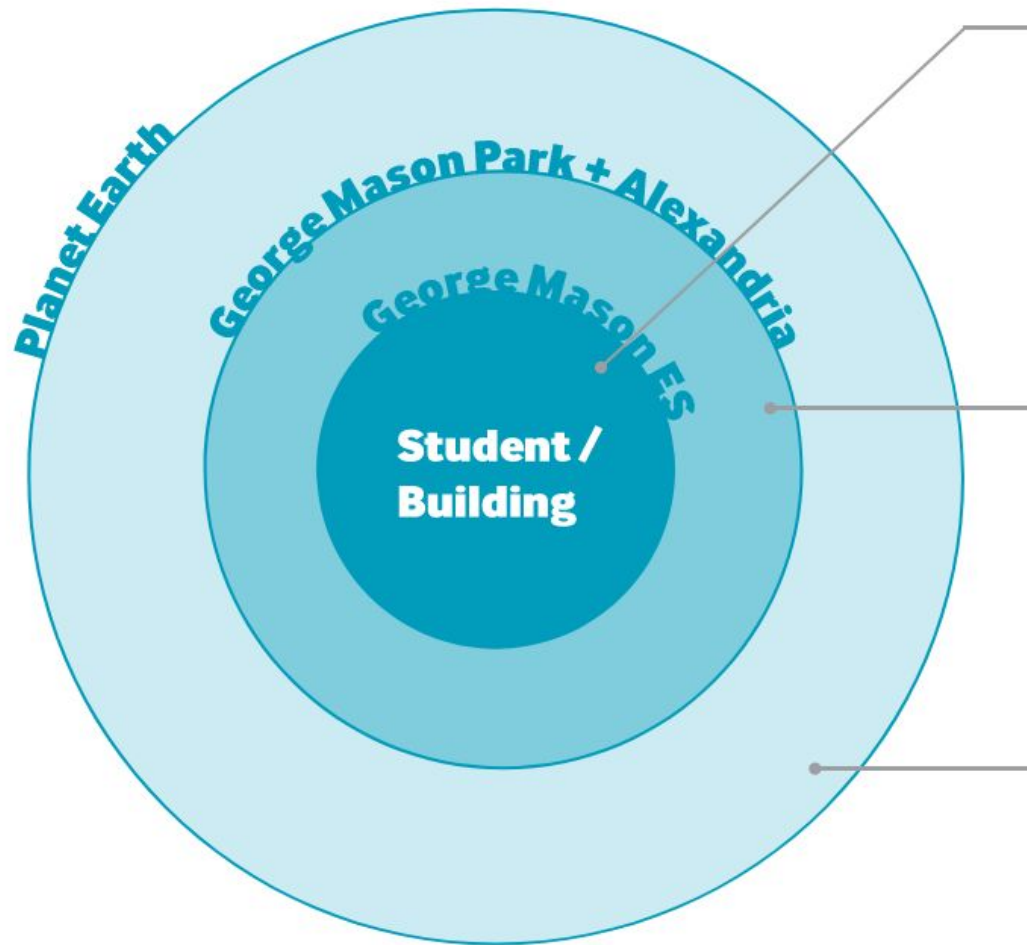 Planet Earth
George Mason Park + Alexandria
George Mason ES
Student /
Building